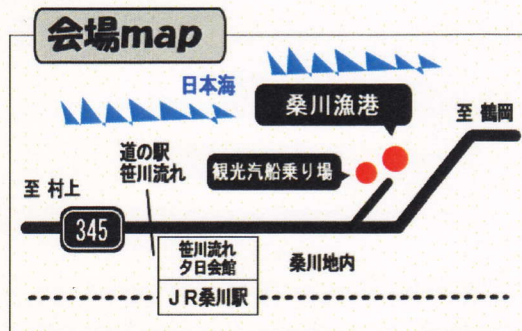 会場map
日本海
桑川漁港
至 鶴岡
道の駅
笹川流れ
観光汽船乗り場
至 村上
345
笹川流れ
夕日会館
桑川地内
JR桑川駅